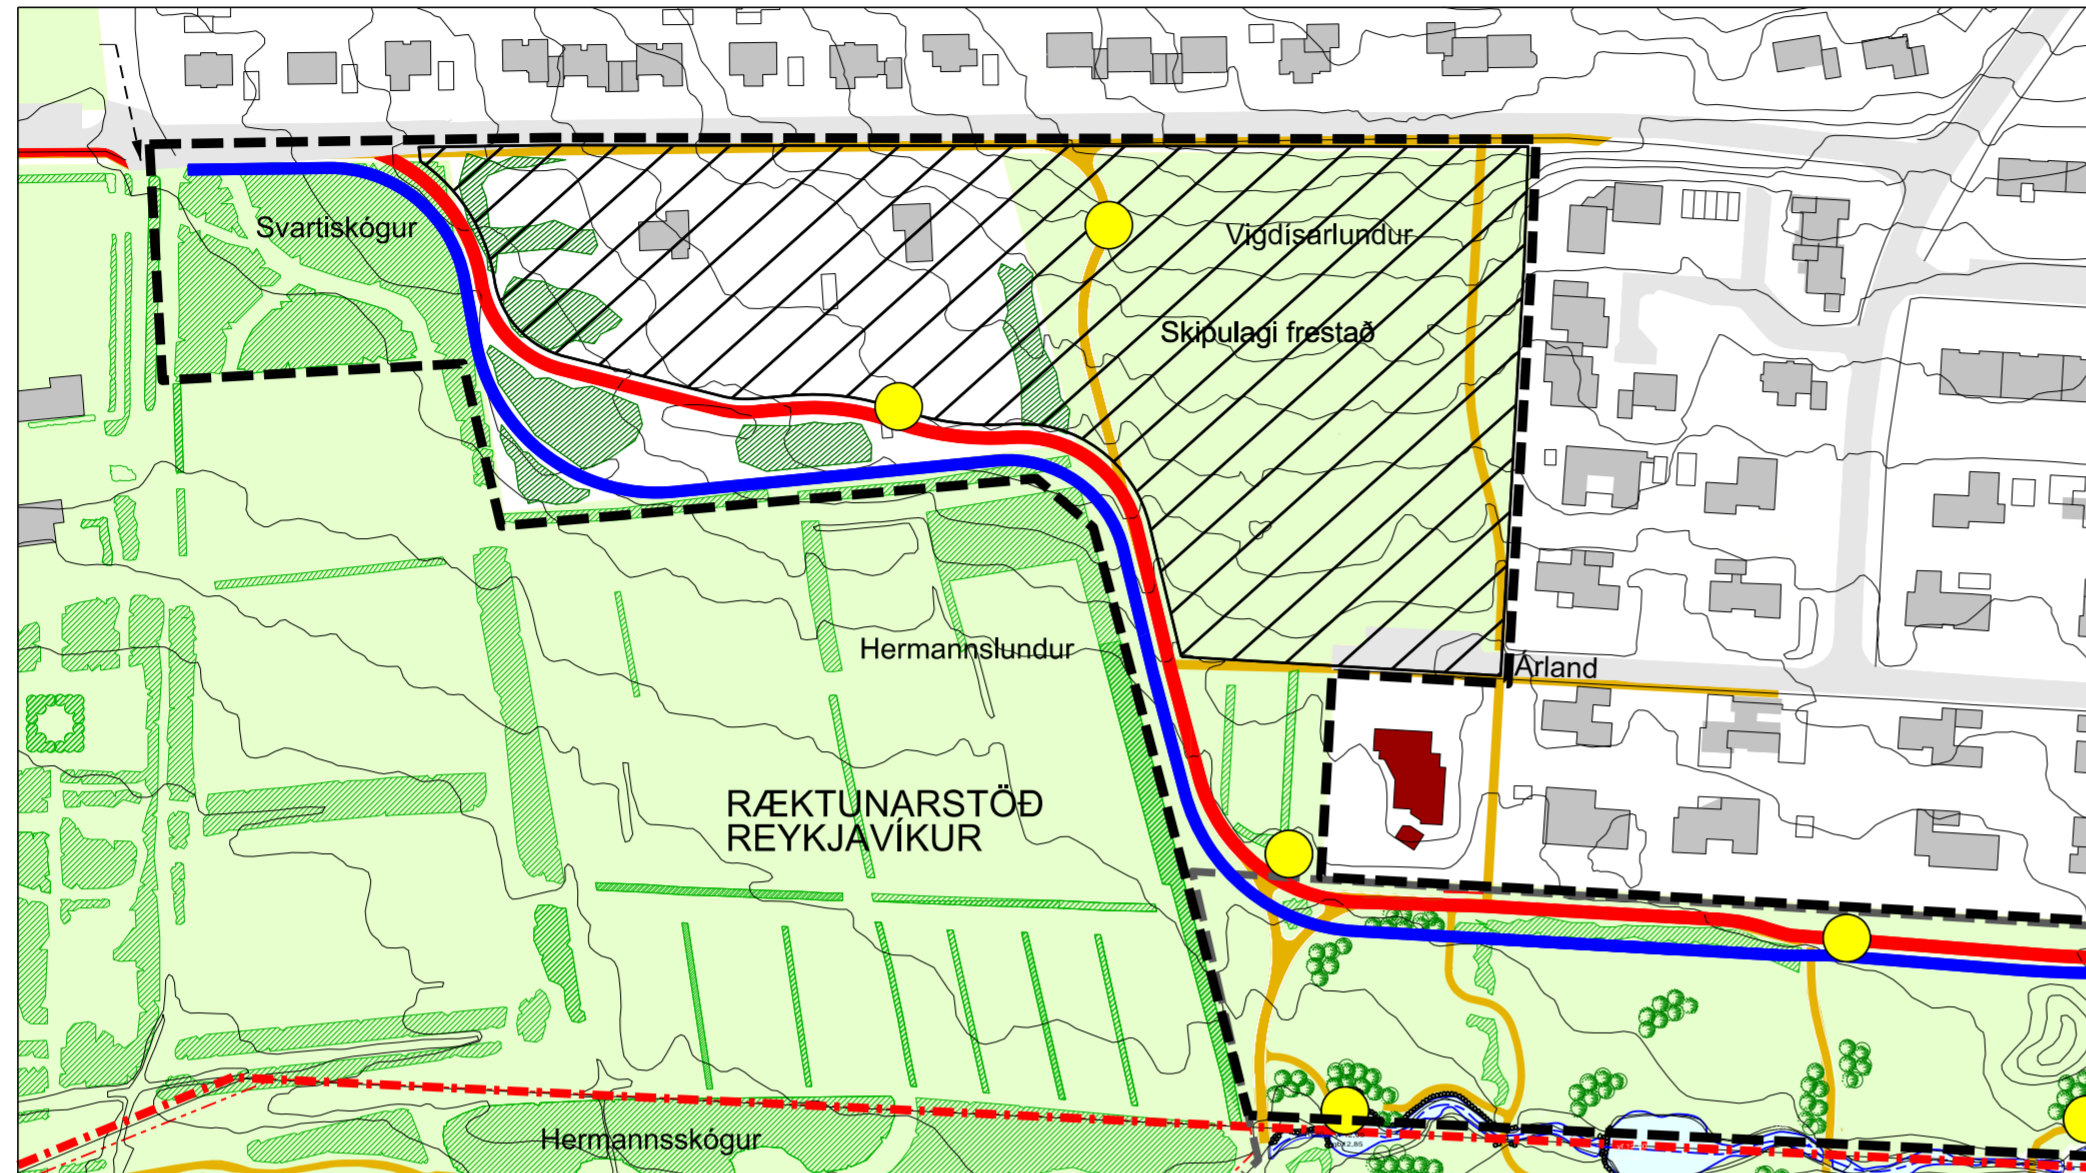 Svartiskógur
Vigdísarlundur
Skipulagi frestað
Hermannslundur
Árland
RÆKTUNARSTÖÐ
REYKJAVÍKUR
Hermannsskógur